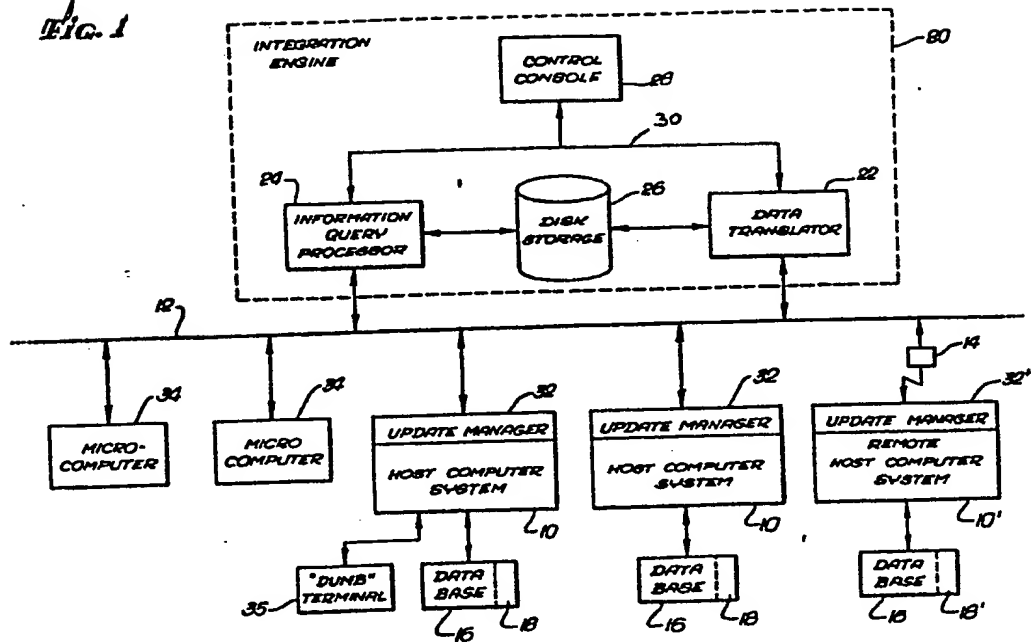 FIG. 1
INTEGRATION
ENGINE
80
CONTROL
CONSOLE
28
30
24
26
22
INFORMATION
QUERY
PROCESSOR
DISK
STORAGE
DATA
TRANSLATOR
12
14
34
34
32
32
32'
MICRO-
COMPUTER
MICRO
COMPUTER
UPDATE MANAGER
HOST COMPUTER
SYSTEM
UPDATE MANAGER
HOST COMPUTER
SYSTEM
UPDATE MANAGER
REMOTE
HOST COMPUTER
SYSTEM
10
10
10'
"DUMB"
TERMINAL
35
DATA
BASE
16
18
DATA
BASE
16
18
DATA
BASE
16
18'